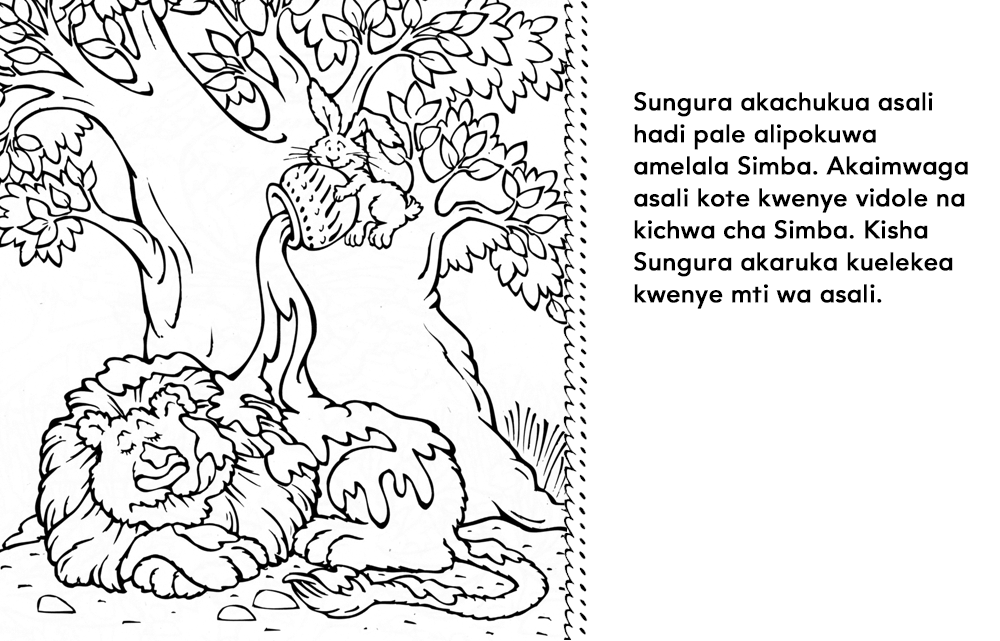 Sungura akachukua asali
hadi pale alipokuwa
amelala Simba. Akaimwaga
asali kote kwenye vidole na
kichwa cha Simba. Kisha
Sungura akaruka kuelekea
kwenye mti wa asali.